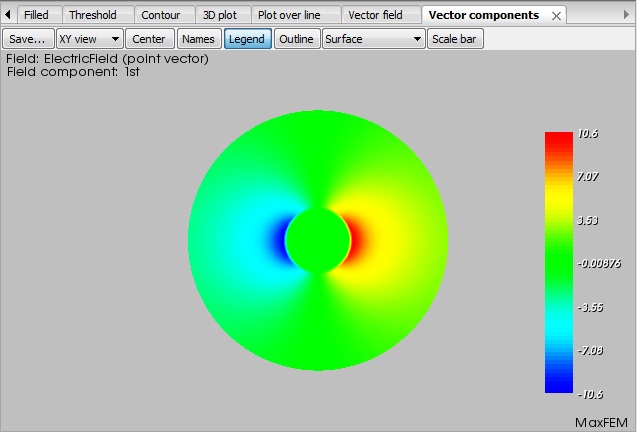 Filled Threshold Contour 3D plot Plot over line Vector field Vector components
Save... XY view Center Names Legend Outline Surface Scale bar
Field: ElectricField (point vector)
Field component: 1st
10.6
7.07
3.53
-0.00876
-3.55
-7.08
-10.6
MaxFEM